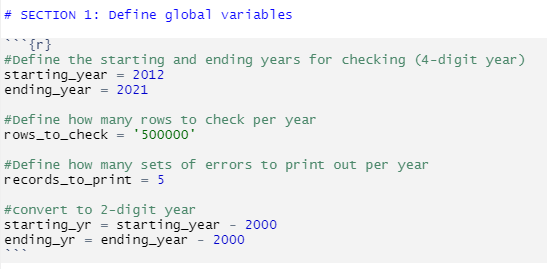 # SECTION 1: Define global variables
```{r}
#Define the starting and ending years for checking (4-digit year)
starting_year = 2012
ending_year = 2021
#Define how many rows to check per year
rows_to_check = '500000'
#Define how many sets of errors to print out per year
records_to_print = 5
#convert to 2-digit year
starting_yr = starting_year - 2000
ending_yr = ending_year - 2000
```